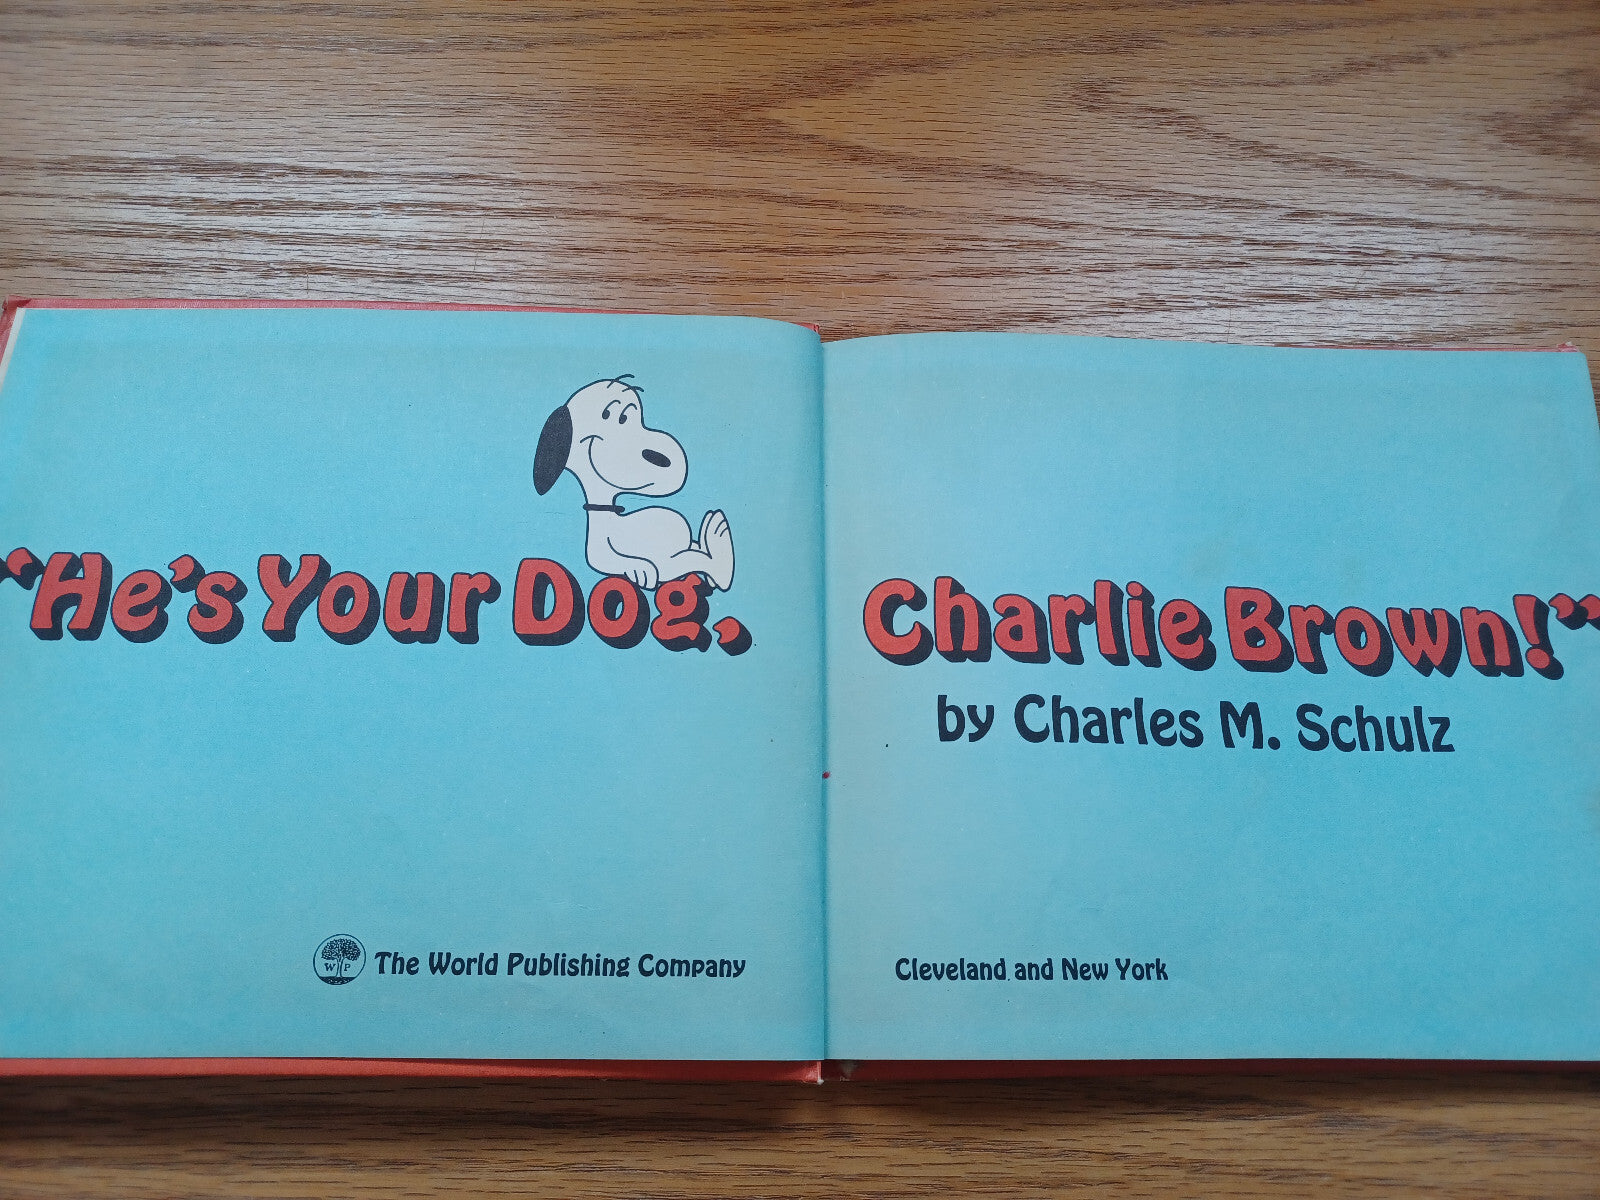 “He’s Your Dog, Charlie Brown!”
by Charles M. Schulz
W P The World Publishing Company
Cleveland and New York